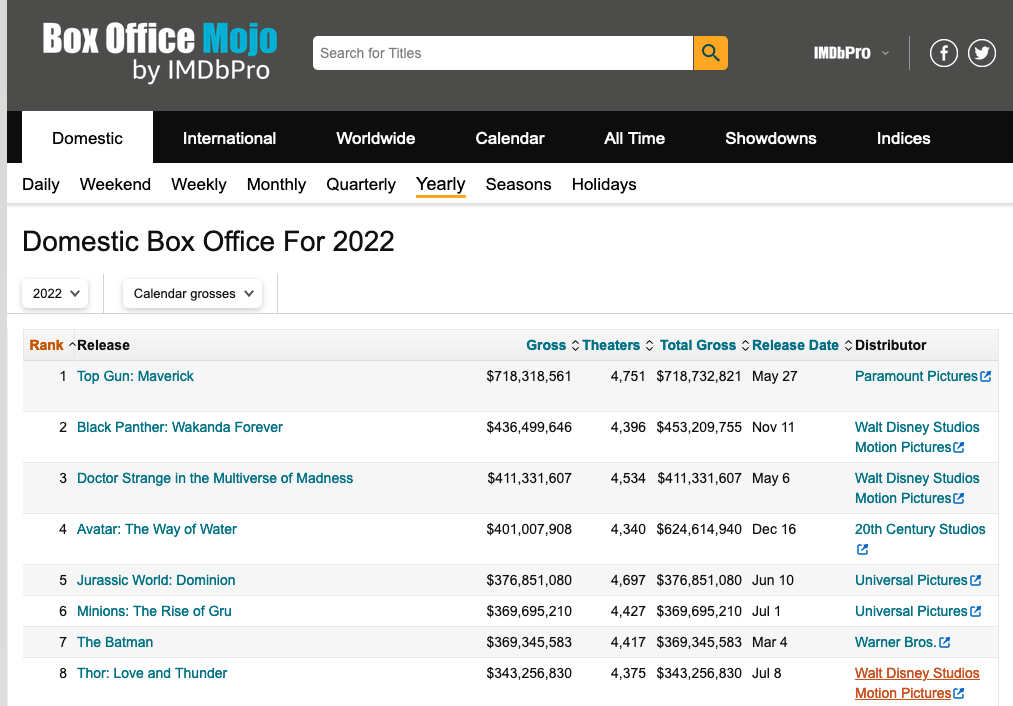 Box Office Mojo
by IMDbPro
Search for Titles
IMDbPro
Domestic International Worldwide Calendar All Time Showdowns Indices
Daily Weekend Weekly Monthly Quarterly Yearly Seasons Holidays
Domestic Box Office For 2022
2022 Calendar grosses
Rank Release Gross Theaters Total Gross Release Date Distributor
1 Top Gun: Maverick $718,318,561 4,751 $718,732,821 May 27 Paramount Pictures
2 Black Panther: Wakanda Forever $436,499,646 4,396 $453,209,755 Nov 11 Walt Disney Studios
Motion Pictures
3 Doctor Strange in the Multiverse of Madness $411,331,607 4,534 $411,331,607 May 6 Walt Disney Studios
Motion Pictures
4 Avatar: The Way of Water $401,007,908 4,340 $624,614,940 Dec 16 20th Century Studios
5 Jurassic World: Dominion $376,851,080 4,697 $376,851,080 Jun 10 Universal Pictures
6 Minions: The Rise of Gru $369,695,210 4,427 $369,695,210 Jul 1 Universal Pictures
7 The Batman $369,345,583 4,417 $369,345,583 Mar 4 Warner Bros.
8 Thor: Love and Thunder $343,256,830 4,375 $343,256,830 Jul 8 Walt Disney Studios
Motion Pictures